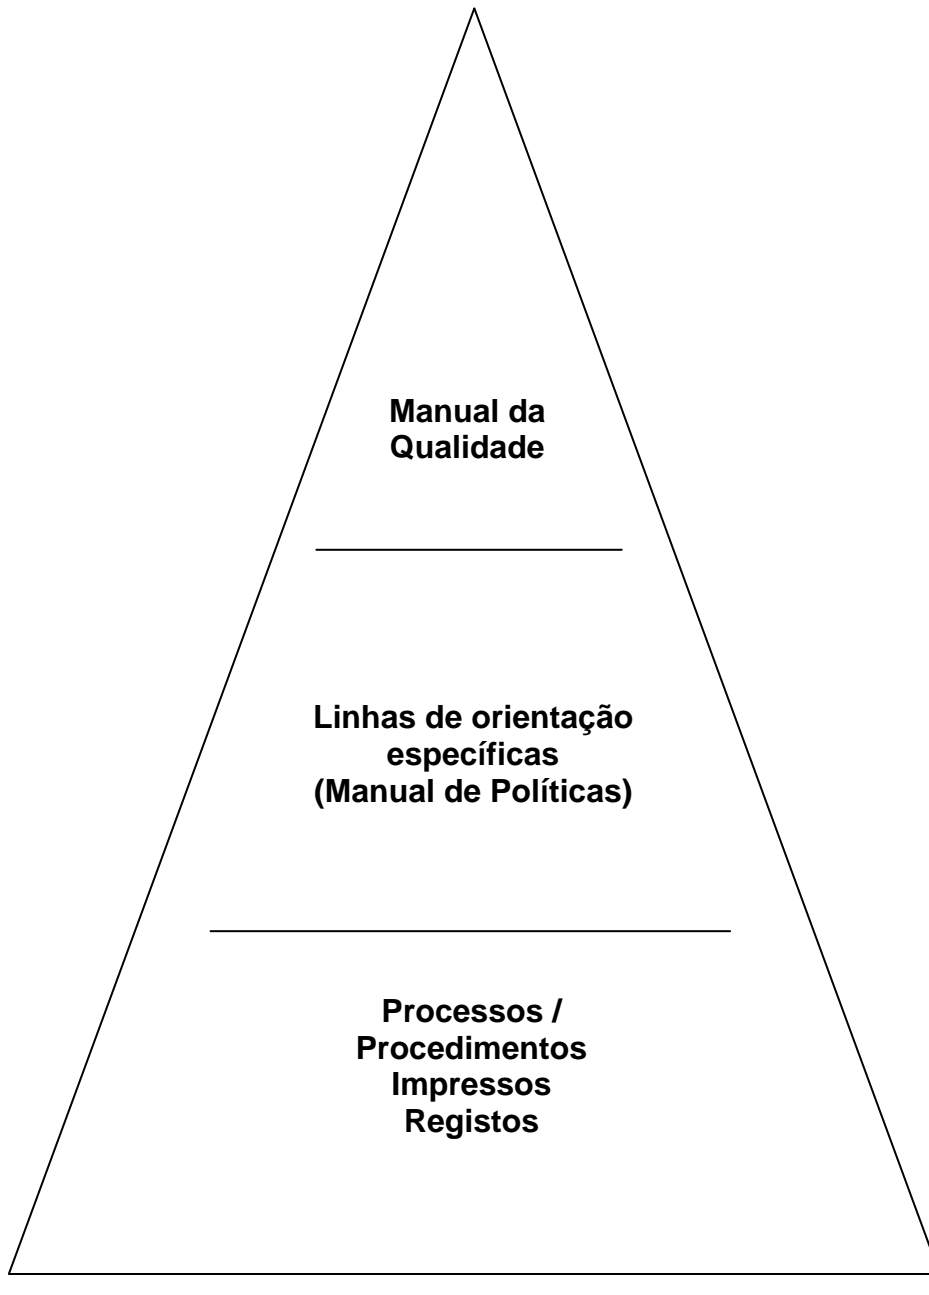 Manual da
Qualidade
Linhas de orientação
específicas
(Manual de Políticas)
Processos /
Procedimentos
Impressos
Registos